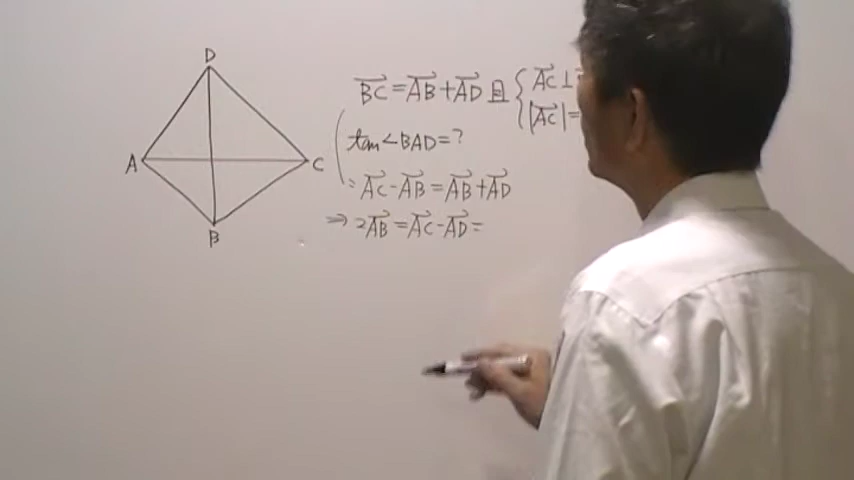 D
A
C
B
BC⃗ = AB⃗ + AD⃗ 且 { AC⃗ ⊥
|AC⃗| =
tan∠BAD = ?
= AC⃗ - AB⃗ = AB⃗ + AD⃗
⇒ 2AB⃗ = AC⃗ - AD⃗ =